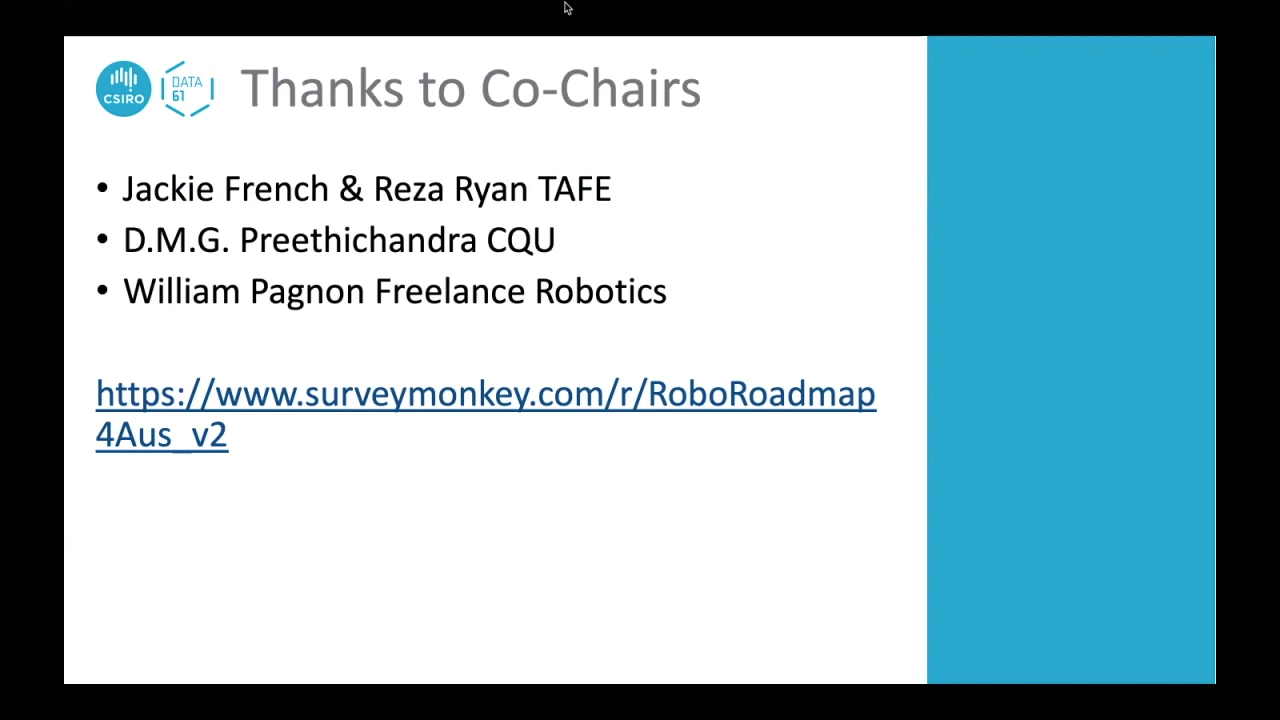 CSIRO
DATA
61
Thanks to Co-Chairs
• Jackie French & Reza Ryan TAFE
• D.M.G. Preethichandra CQU
• William Pagnon Freelance Robotics
https://www.surveymonkey.com/r/RoboRoadmap
4Aus_v2